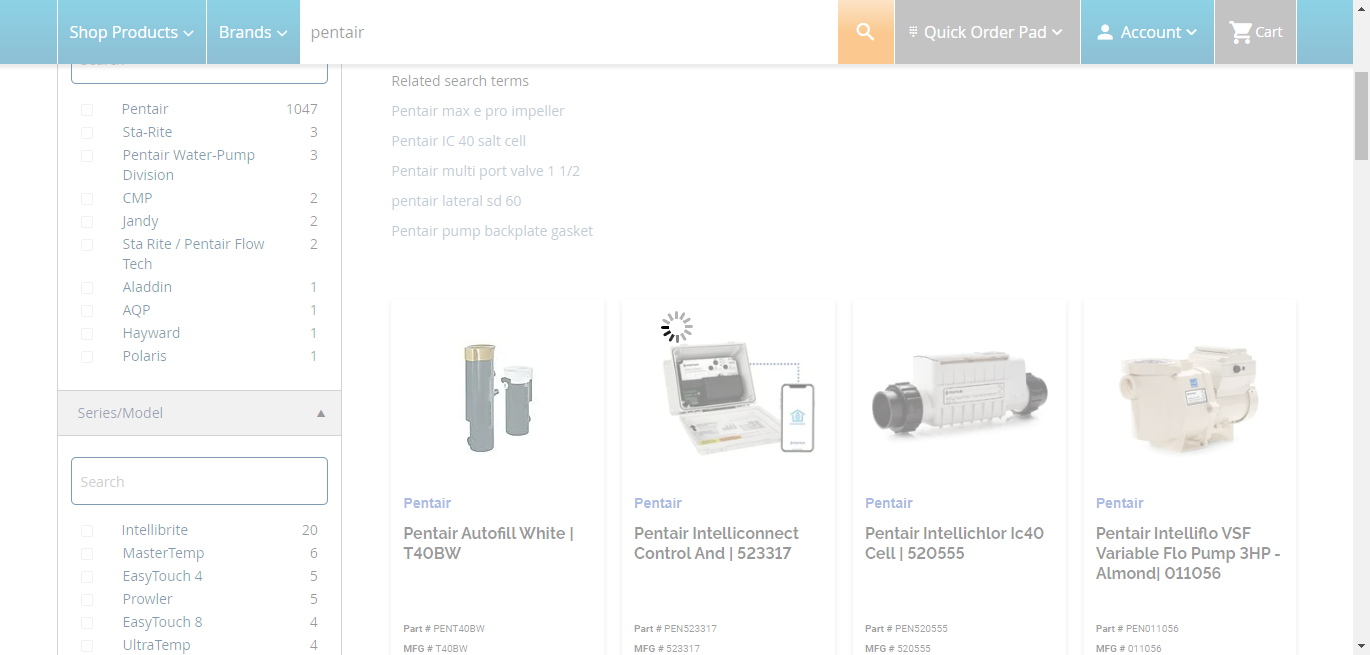 Shop Products
Brands
pentair
Quick Order Pad
Account
Cart
Pentair 1047
Sta-Rite 3
Pentair Water-Pump 3
Division
CMP 2
Jandy 2
Sta Rite / Pentair Flow 2
Tech
Aladdin 1
AQP 1
Hayward 1
Polaris 1
Series/Model
Search
Intellibrite 20
MasterTemp 6
EasyTouch 4 5
Prowler 5
EasyTouch 8 4
UltraTemp 4
Related search terms
Pentair max e pro impeller
Pentair IC 40 salt cell
Pentair multi port valve 1 1/2
pentair lateral sd 60
Pentair pump backplate gasket
Pentair
Pentair Autofill White |
T40BW
Part # PENT40BW
MFG # T40BW
Pentair
Pentair Intelliconnect
Control And | 523317
Part # PEN523317
MFG # 523317
Pentair
Pentair Intellichlor Ic40
Cell | 520555
Part # PEN520555
MFG # 520555
Pentair
Pentair Intelliflo VSF
Variable Flo Pump 3HP -
Almond| 011056
Part # PEN011056
MFG # 011056